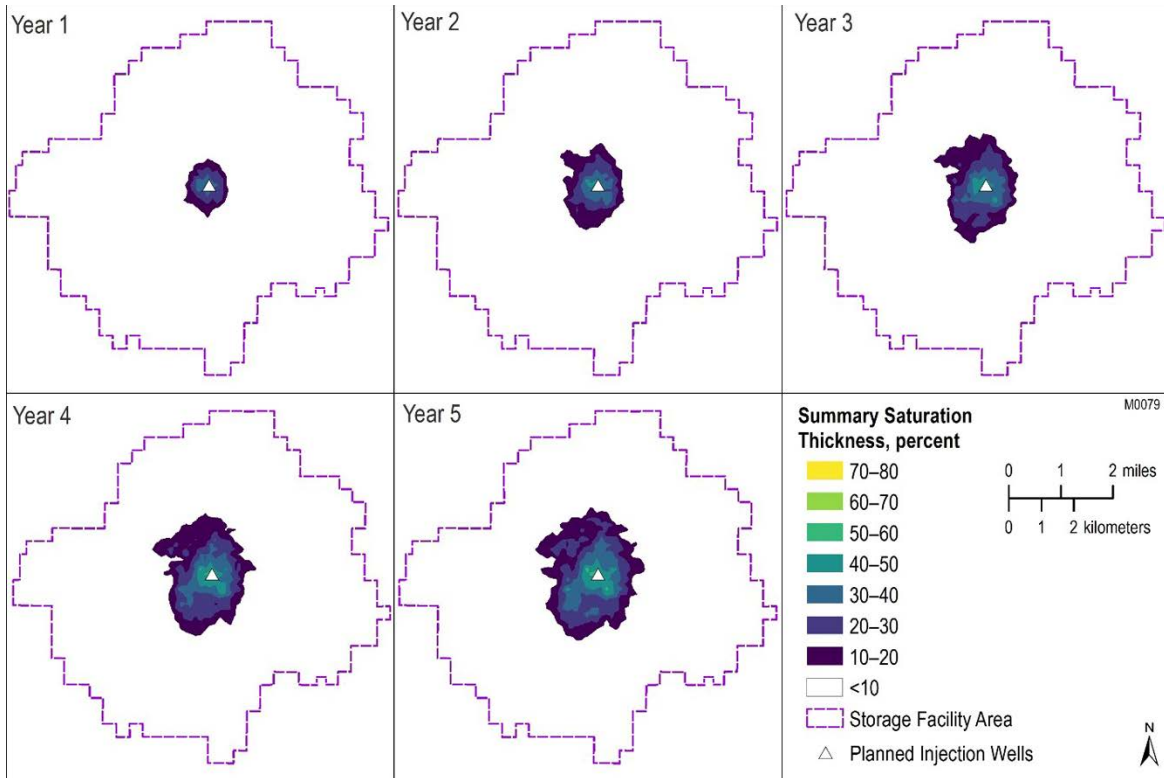 Year 1
Year 2
Year 3
Year 4
Year 5
M0079
Summary Saturation
Thickness, percent
70–80
60–70
50–60
40–50
30–40
20–30
10–20
<10
Storage Facility Area
Planned Injection Wells
0 1 2 miles
0 1 2 kilometers
N